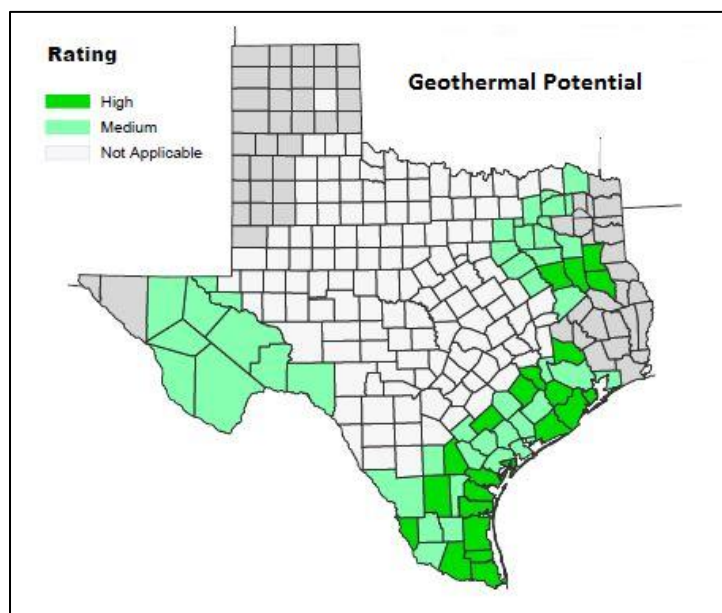 Rating
Geothermal Potential
High
Medium
Not Applicable